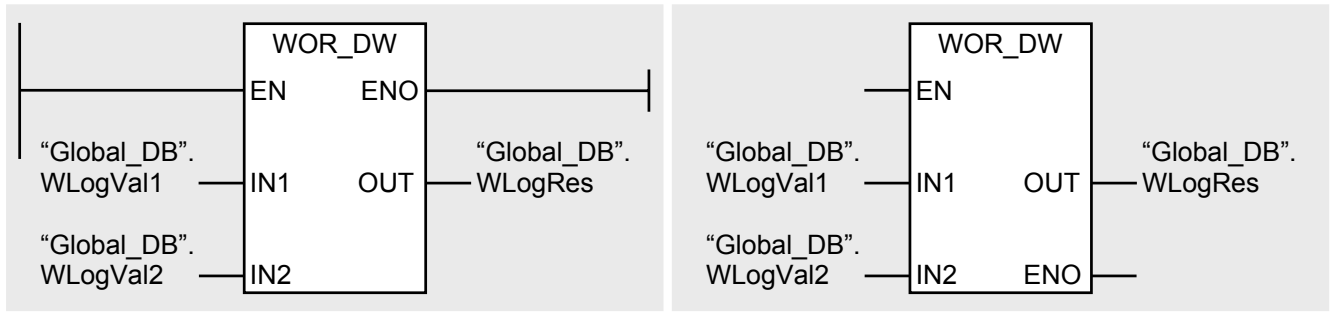 WOR_DW
EN ENO
“Global_DB”.
WLogVal1
IN1 OUT
“Global_DB”.
WLogRes
“Global_DB”.
WLogVal2
IN2
WOR_DW
EN
“Global_DB”.
WLogVal1
IN1 OUT
“Global_DB”.
WLogRes
“Global_DB”.
WLogVal2
IN2 ENO